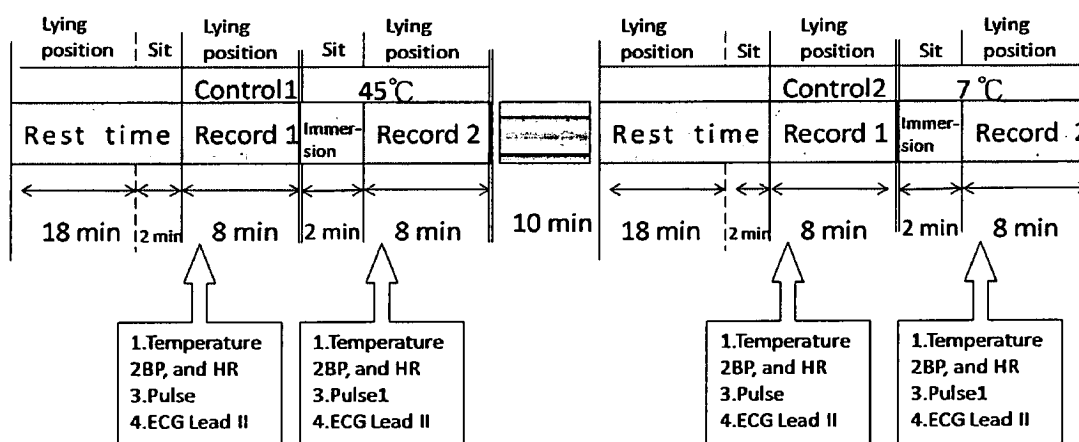 Lying position
Sit
Lying position
Sit
Lying position
Lying position
Sit
Lying position
Sit
Lying position
Control1
45℃
Control2
7 ℃
Rest time
Record 1
Immer-
sion
Record 2
Rest time
Record 1
Immer-
sion
Record 2
18 min
2 min
8 min
2 min
8 min
10 min
18 min
2 min
8 min
2 min
8 min
1.Temperature
2BP, and HR
3.Pulse
4.ECG Lead II
1.Temperature
2BP, and HR
3.Pulse1
4.ECG Lead II
1.Temperature
2BP, and HR
3.Pulse
4.ECG Lead II
1.Temperature
2BP, and HR
3.Pulse1
4.ECG Lead II